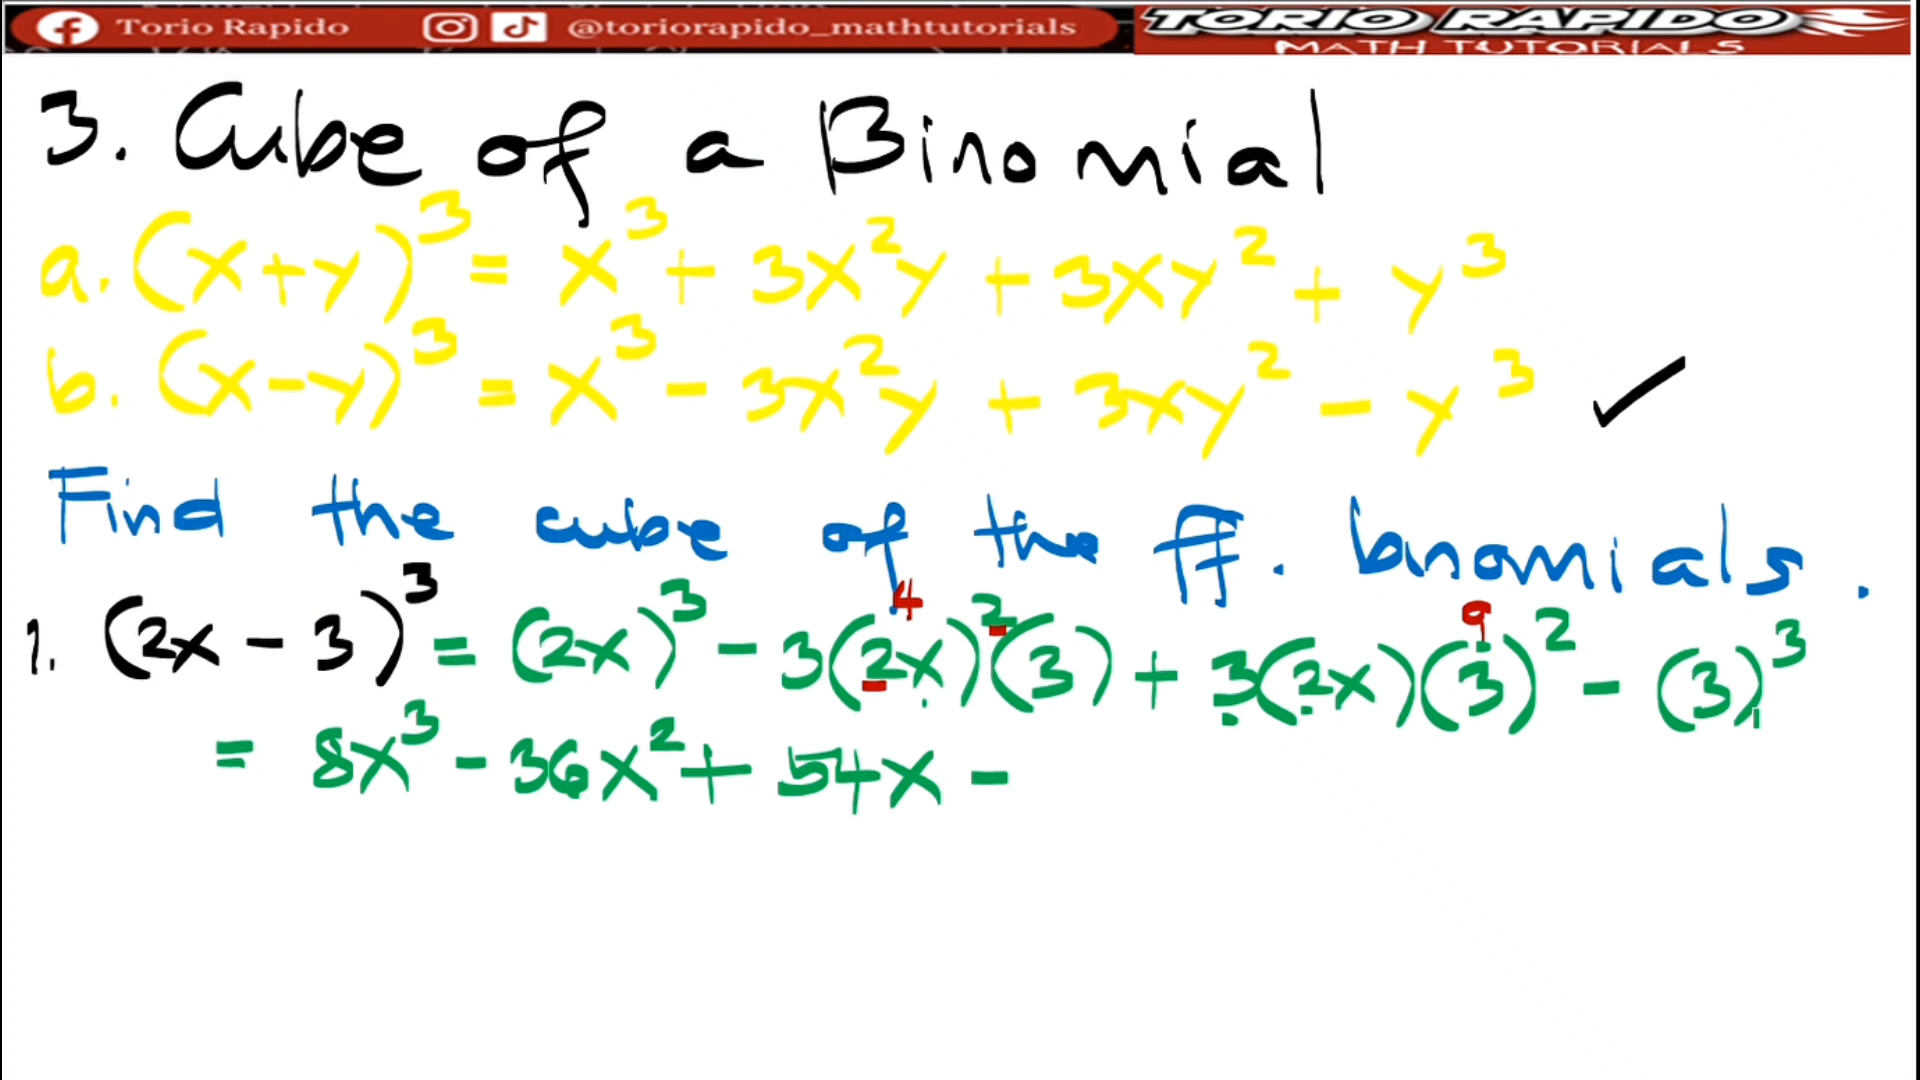 Torio Rapido @toriorapido_mathtutorials TORIO RAPIDO
MATH TUTORIALS
3. Cube of a Binomial
a. (x+y)³ = x³ + 3x²y + 3xy² + y³
b. (x-y)³ = x³ - 3x²y + 3xy² - y³ ✓
Find the cube of the ff. binomials.
4 9
1. (2x - 3)³ = (2x)³ - 3(2x)²(3) + 3(2x)(3)² - (3)³
= 8x³ - 36x² + 54x -